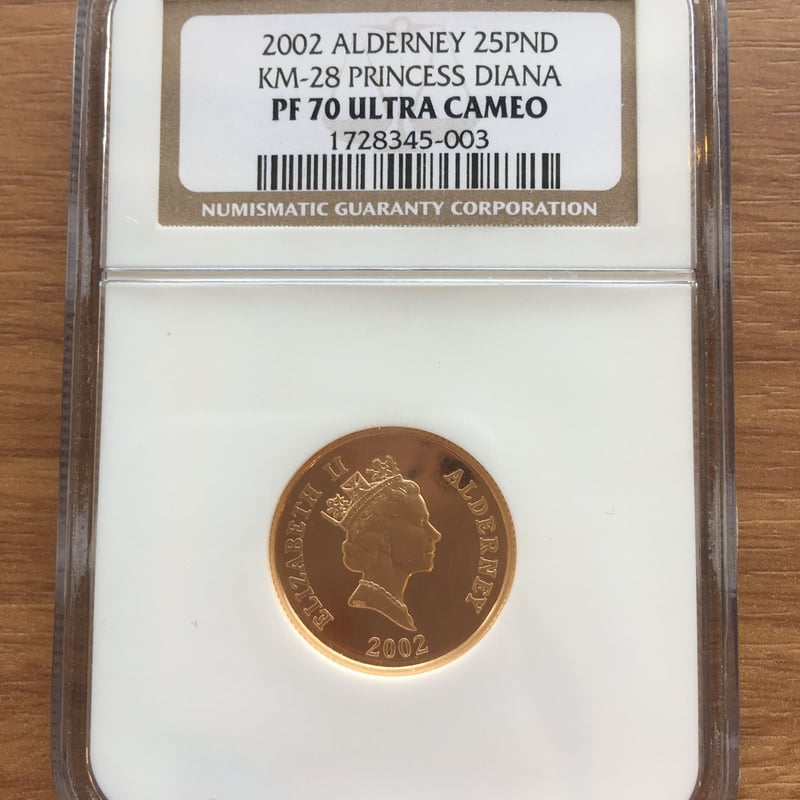 2002 ALDERNEY 25PND
KM-28 PRINCESS DIANA
PF 70 ULTRA CAMEO
1728345-003
NUMISMATIC GUARANTY CORPORATION
ELIZABETH II
ALDERNEY
2002